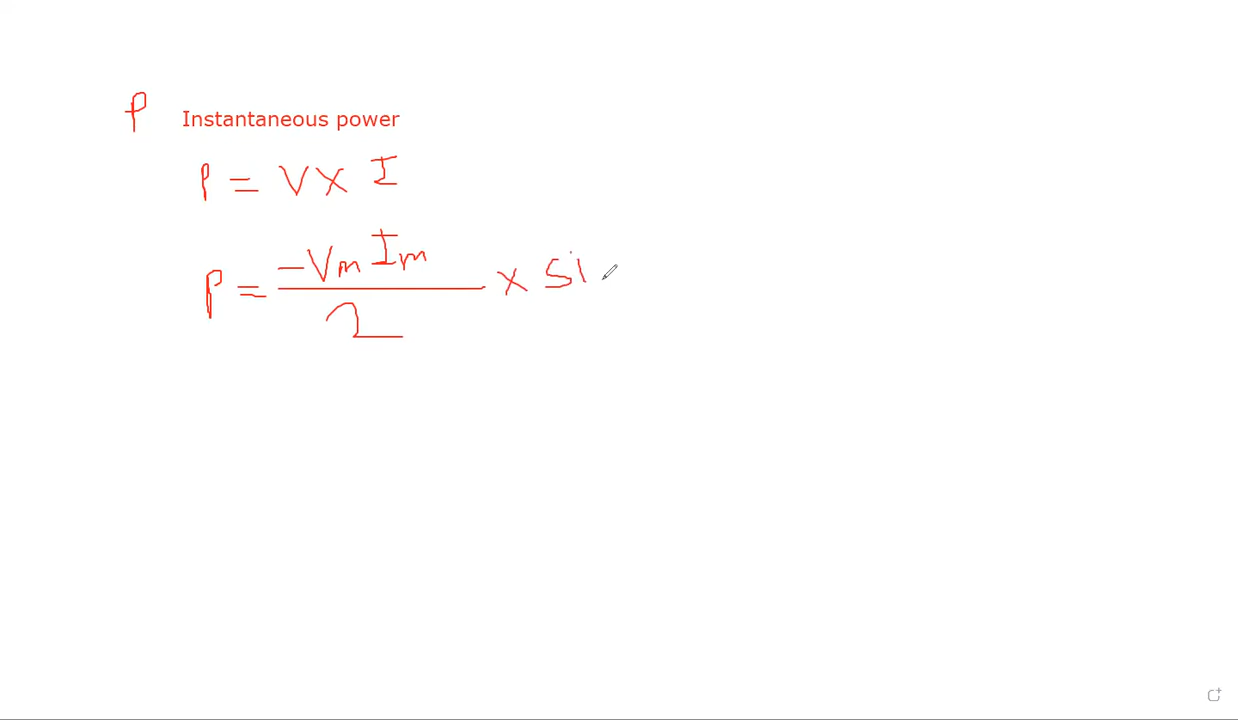 P Instantaneous power
P = V X I
P = -Vm Im / 2 x Si